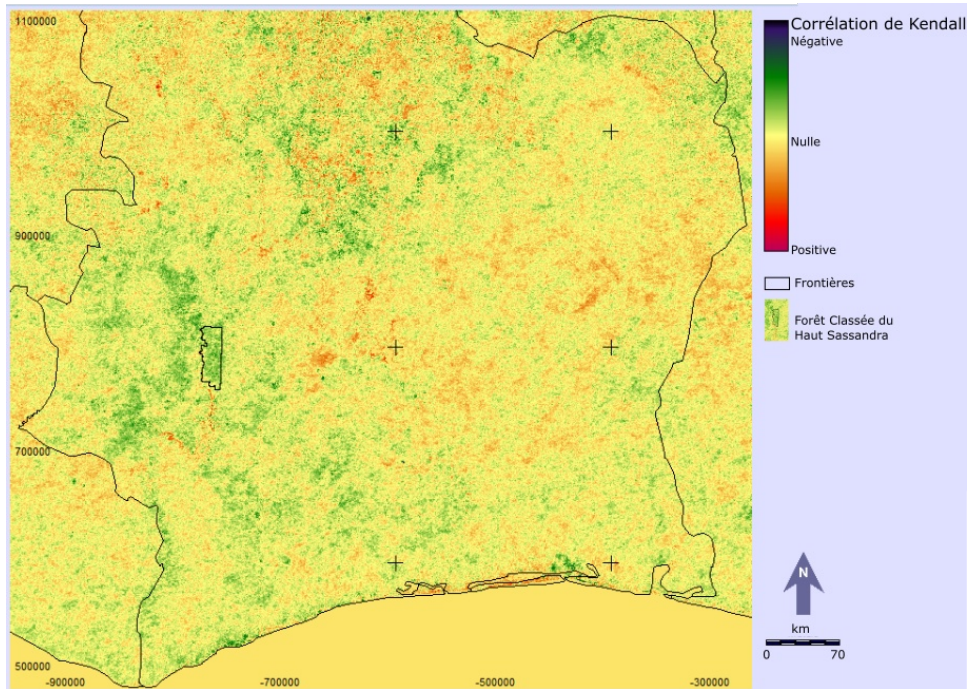 1100000
900000
700000
500000
-900000
-700000
-500000
-300000
Corrélation de Kendall
Négative
Nulle
Positive
Frontières
Forêt Classée du
Haut Sassandra
N
km
0 70